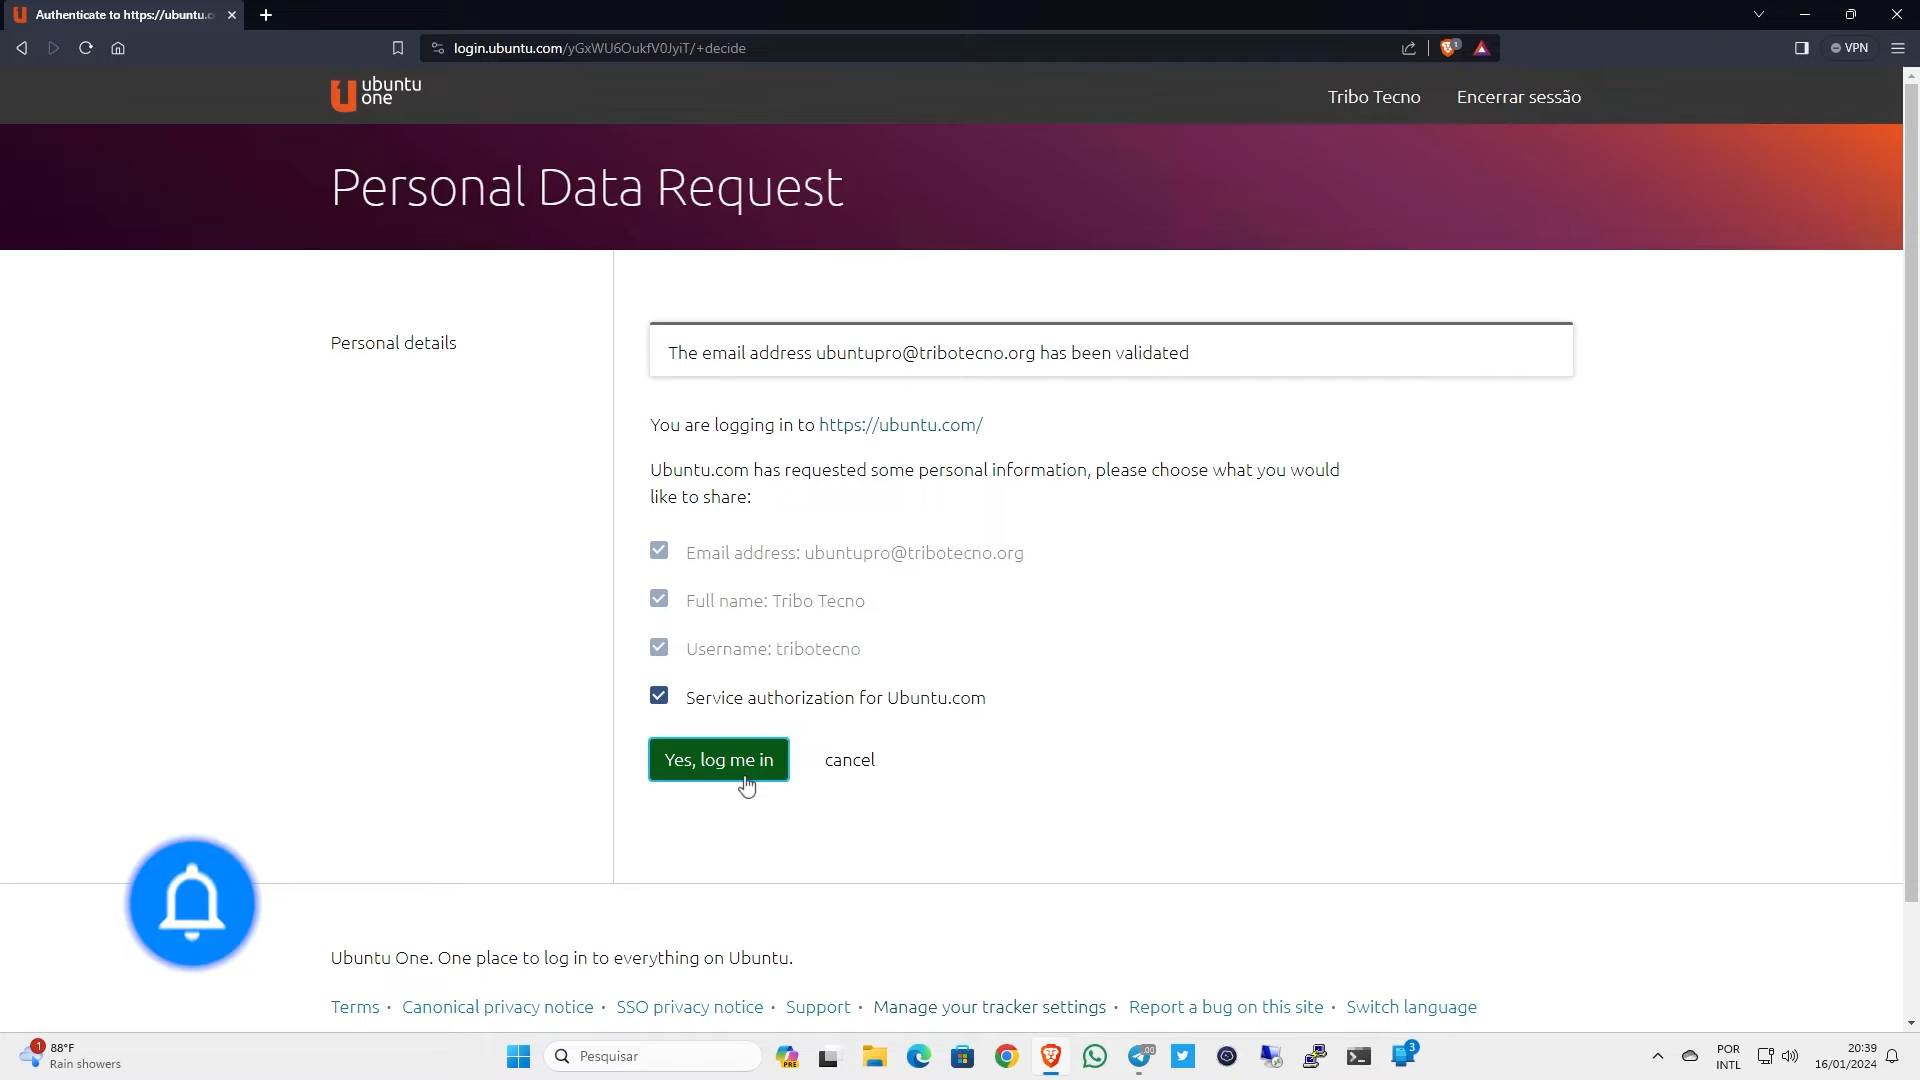 Authenticate to https://ubuntu.c
login.ubuntu.com/yGxWU6OukfV0JyiT/+decide
1
VPN
ubuntu
one
Tribo Tecno
Encerrar sessão
Personal Data Request
Personal details
The email address ubuntupro@tribotecno.org has been validated
You are logging in to https://ubuntu.com/
Ubuntu.com has requested some personal information, please choose what you would
like to share:
Email address: ubuntupro@tribotecno.org
Full name: Tribo Tecno
Username: tribotecno
Service authorization for Ubuntu.com
Yes, log me in
cancel
Ubuntu One. One place to log in to everything on Ubuntu.
Terms · Canonical privacy notice · SSO privacy notice · Support · Manage your tracker settings · Report a bug on this site · Switch language
1
88°F
Rain showers
Pesquisar
PRE
3
POR
INTL
20:39
16/01/2024